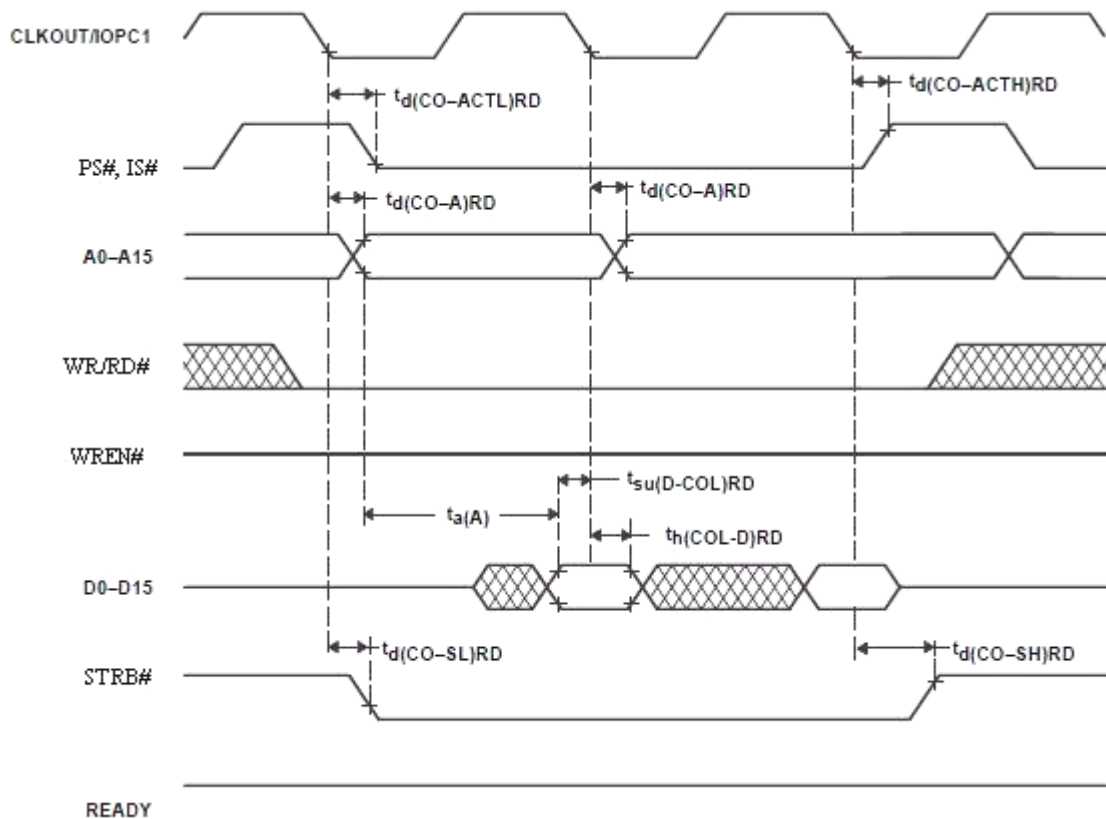 CLKOUT/IOPC1
td(CO–ACTL)RD
td(CO–ACTH)RD
PS#, IS#
td(CO–A)RD
td(CO–A)RD
A0–A15
WR/RD#
WREN#
tsu(D-COL)RD
ta(A)
th(COL-D)RD
D0–D15
td(CO–SL)RD
td(CO–SH)RD
STRB#
READY